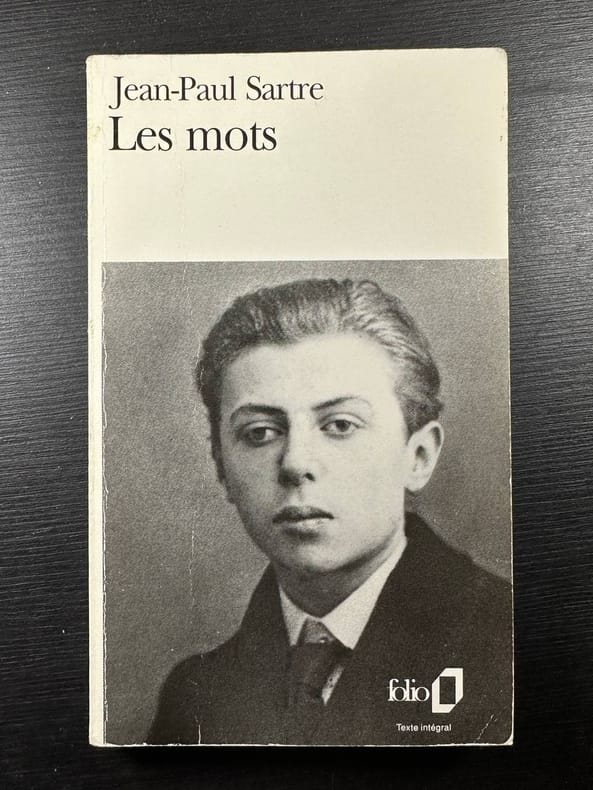 Jean-Paul Sartre
Les mots
folio
Texte intégral